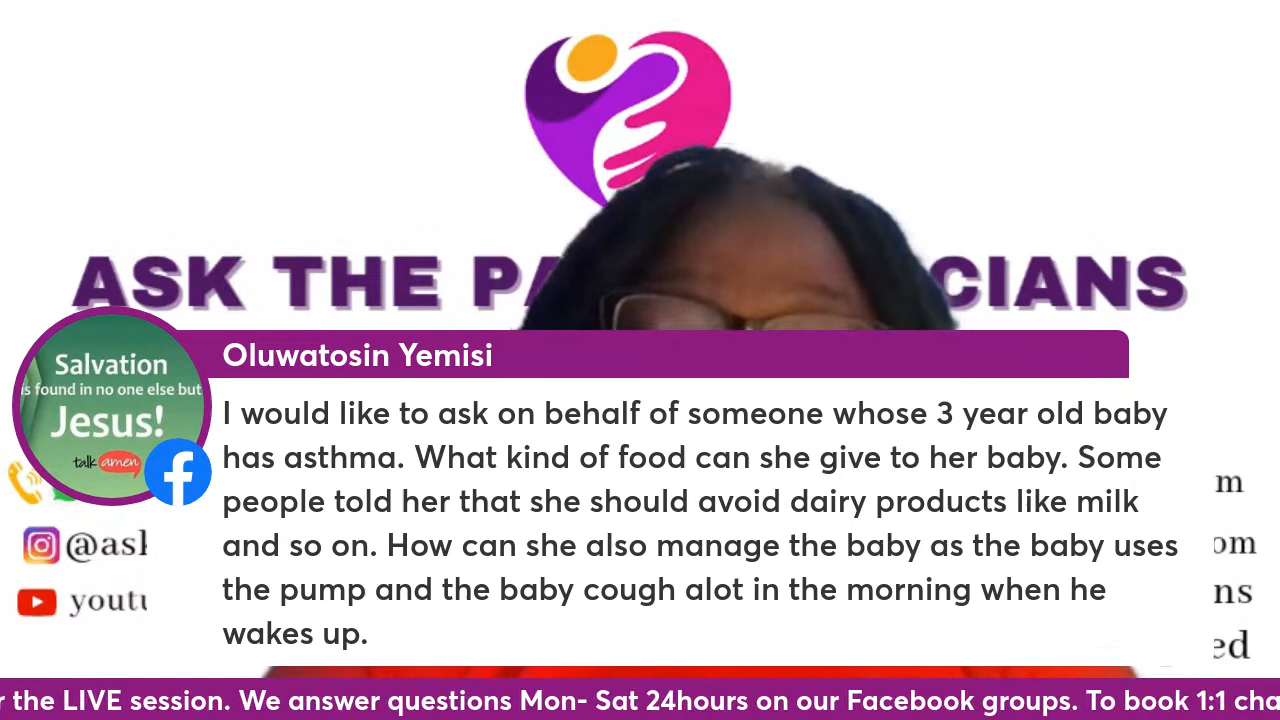 ASK THE PA CIANS
Oluwatosin Yemisi
Salvation
is found in no one else but
Jesus!
talk amen
I would like to ask on behalf of someone whose 3 year old baby
has asthma. What kind of food can she give to her baby. Some
people told her that she should avoid dairy products like milk
and so on. How can she also manage the baby as the baby uses
the pump and the baby cough alot in the morning when he
wakes up.
@ask
youtu
m
om
ns
ed
r the LIVE session. We answer questions Mon- Sat 24hours on our Facebook groups. To book 1:1 cha